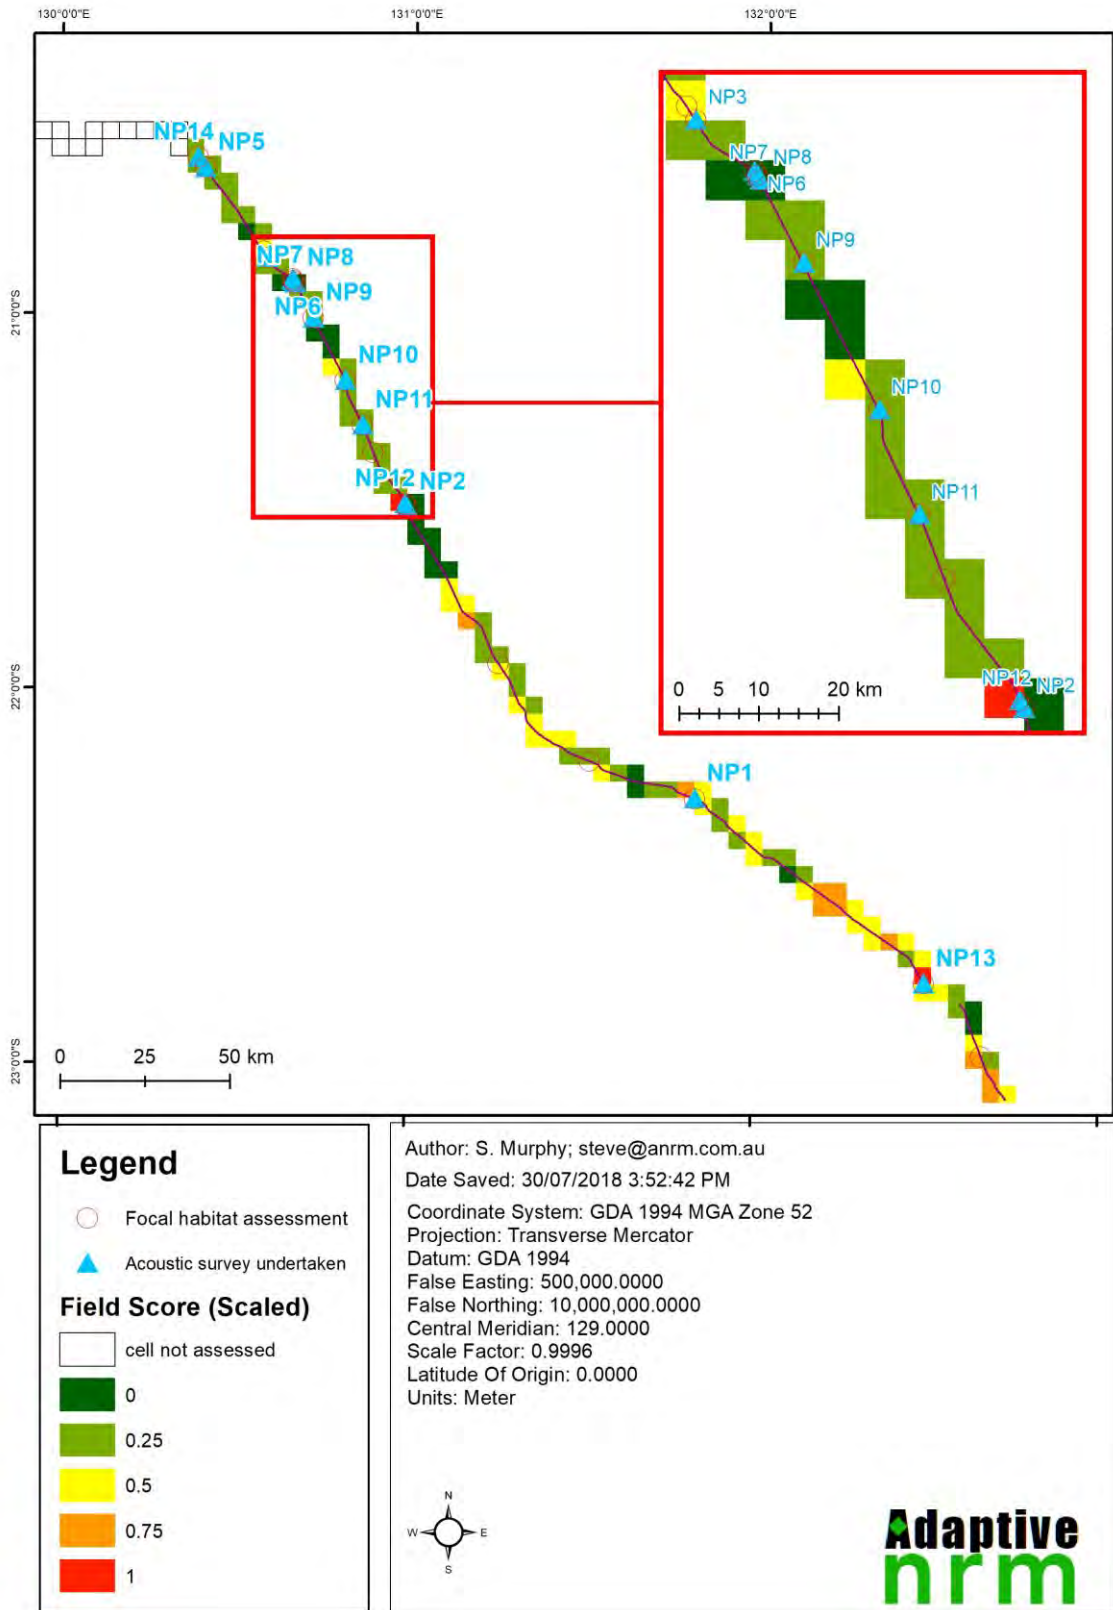 130°0'0"E
131°0'0"E
132°0'0"E
21°0'0"S
22°0'0"S
23°0'0"S
NP14
NP5
NP7
NP8
NP9
NP6
NP10
NP11
NP12
NP2
NP1
NP13
0 25 50 km
NP3
NP7
NP8
NP6
NP9
NP10
NP11
NP12
NP2
0 5 10 20 km
Legend
Focal habitat assessment
Acoustic survey undertaken
Field Score (Scaled)
cell not assessed
0
0.25
0.5
0.75
1
Author: S. Murphy; steve@anrm.com.au
Date Saved: 30/07/2018 3:52:42 PM
Coordinate System: GDA 1994 MGA Zone 52
Projection: Transverse Mercator
Datum: GDA 1994
False Easting: 500,000.0000
False Northing: 10,000,000.0000
Central Meridian: 129.0000
Scale Factor: 0.9996
Latitude Of Origin: 0.0000
Units: Meter
N
W E
S
Adaptive
nrm